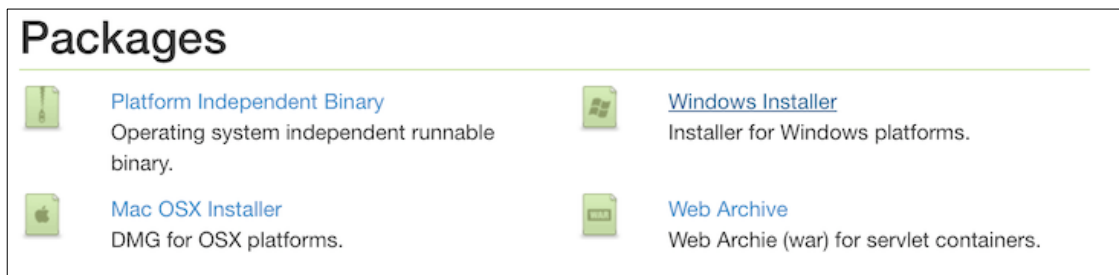 Packages
Platform Independent Binary
Operating system independent runnable
binary.
Windows Installer
Installer for Windows platforms.
Mac OSX Installer
DMG for OSX platforms.
WAR
Web Archive
Web Archie (war) for servlet containers.